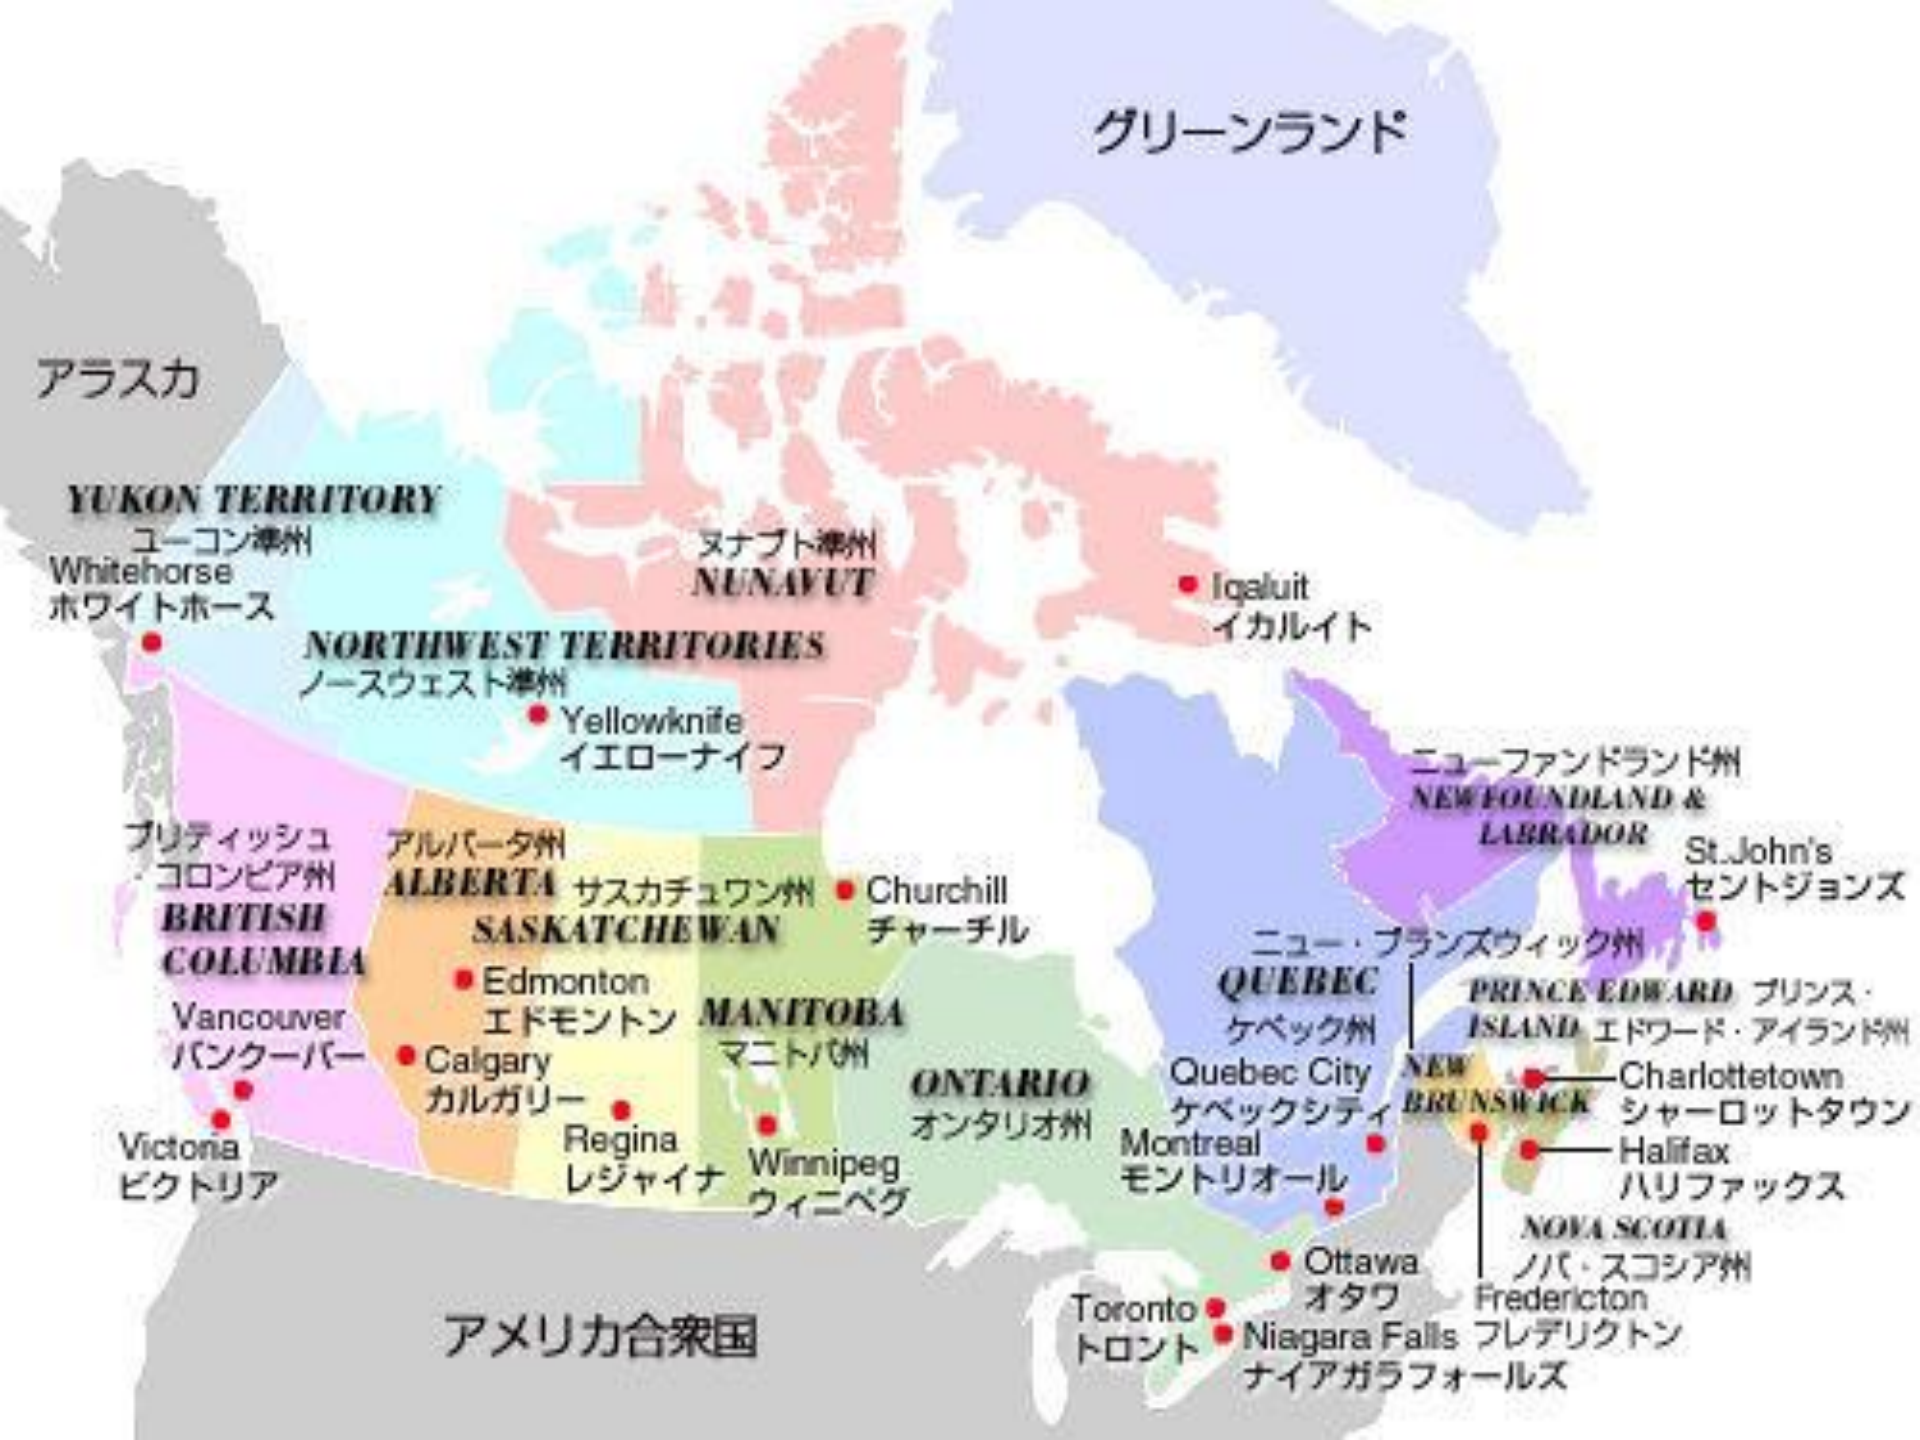 グリーンランド
アラスカ
YUKON TERRITORY
ユーコン準州
Whitehorse
ホワイトホース
ヌナブト準州
NUNAVUT
Iqaluit
イカルイト
NORTHWEST TERRITORIES
ノースウェスト準州
Yellowknife
イエローナイフ
ニューファンドランド州
NEWFOUNDLAND &
LABRADOR
St.John's
セントジョンズ
ブリティッシュ
コロンビア州
BRITISH
COLUMBIA
アルバータ州
ALBERTA
サスカチュワン州
SASKATCHEWAN
Churchill
チャーチル
Edmonton
エドモントン
MANITOBA
マニトバ州
Vancouver
バンクーバー
Calgary
カルガリー
Victoria
ビクトリア
Regina
レジャイナ
Winnipeg
ウィニペグ
ONTARIO
オンタリオ州
ニュー・ブランズウィック州
QUEBEC
ケベック州
PRINCE EDWARD プリンス・
ISLAND エドワード・アイランド州
Quebec City
ケベックシティ
NEW
BRUNSWICK
Charlottetown
シャーロットタウン
Montreal
モントリオール
Halifax
ハリファックス
NOVA SCOTIA
ノバ・スコシア州
Ottawa
オタワ
Fredericton
フレデリクトン
Toronto
トロント
Niagara Falls
ナイアガラフォールズ
アメリカ合衆国